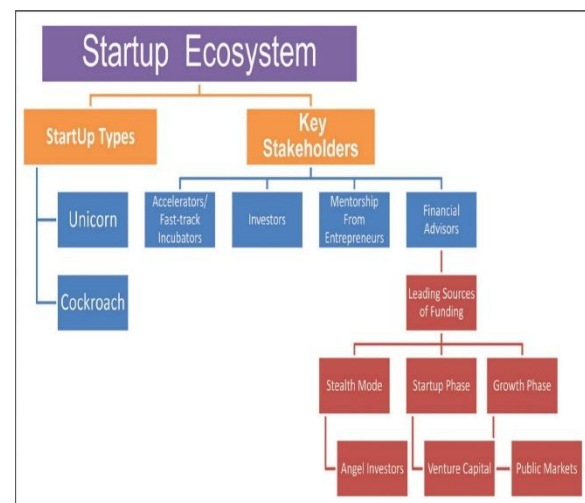 Startup Ecosystem
StartUp Types
Key
Stakeholders
Unicorn
Cockroach
Accelerators/
Fast-track
Incubators
Investors
Mentorship
From
Entrepreneurs
Financial
Advisors
Leading Sources
of Funding
Stealth Mode
Startup Phase
Growth Phase
Angel Investors
Venture Capital
Public Markets